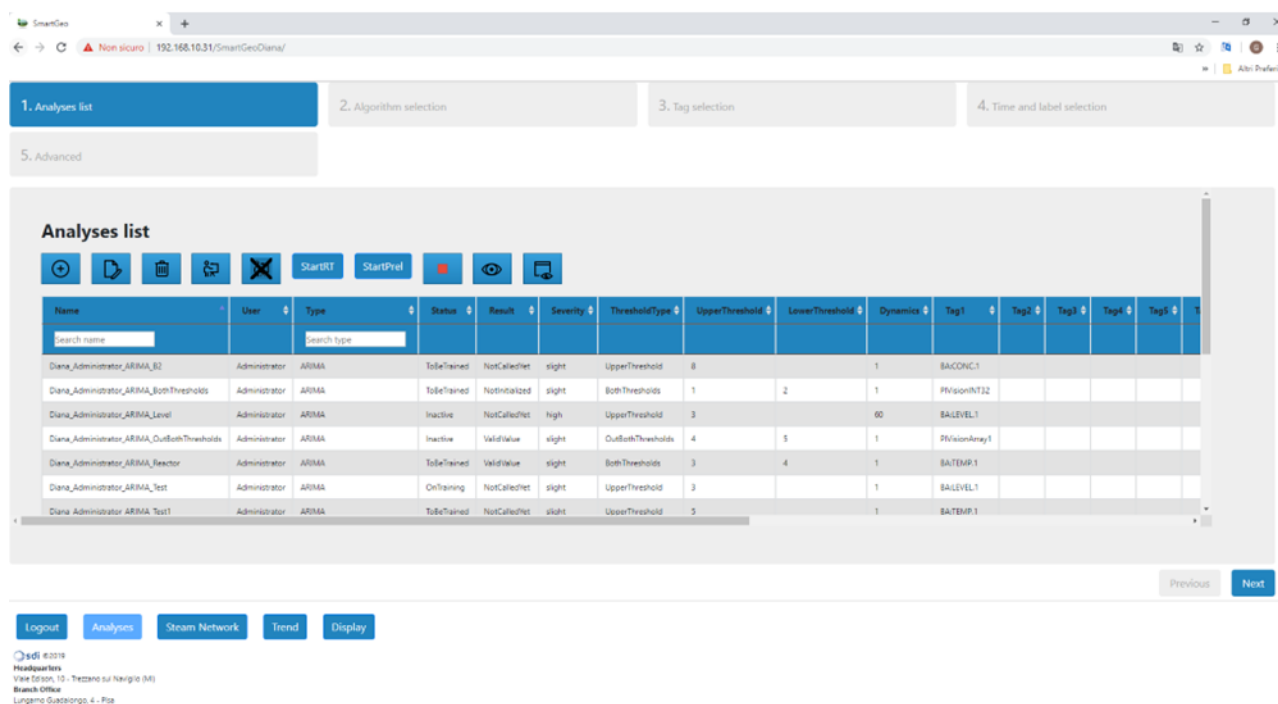 SmartGeo
Non sicuro 192.168.10.31/SmartGeoDiana/
Altri Preferi
1. Analyses list
2. Algorithm selection
3. Tag selection
4. Time and label selection
5. Advanced
Analyses list
StartRT StartPrel
Name User Type Status Result Severity ThresholdType UpperThreshold LowerThreshold Dynamics Tag1 Tag2 Tag3 Tag4 Tag5
Search name Search type
Diana_Administrator_ARIMA_B2 Administrator ARIMA ToBeTrained NotCalledYet slight UpperThreshold 8 1 BA:CONC.1
Diana_Administrator_ARIMA_BothThresholds Administrator ARIMA ToBeTrained NotInitialized slight BothThresholds 1 2 1 PIVisionINT32
Diana_Administrator_ARIMA_Level Administrator ARIMA Inactive NotCalledYet high UpperThreshold 3 60 BA:LEVEL.1
Diana_Administrator_ARIMA_OutBothThresholds Administrator ARIMA Inactive ValidValue slight OutBothThresholds 4 5 1 PIVisionArray1
Diana_Administrator_ARIMA_Reactor Administrator ARIMA ToBeTrained ValidValue slight BothThresholds 3 4 1 BA:TEMP.1
Diana_Administrator_ARIMA_Test Administrator ARIMA OnTraining NotCalledYet slight UpperThreshold 3 1 BA:LEVEL.1
Diana_Administrator_ARIMA_Test1 Administrator ARIMA ToBeTrained NotCalledYet slight UpperThreshold 5 1 BA:TEMP.1
Previous Next
Logout Analyses Steam Network Trend Display
sdi ©2019
Headquarters
Viale Edison, 10 - Trezzano sul Naviglio (MI)
Branch Office
Lungarno Guadalongo, 4 - Pisa